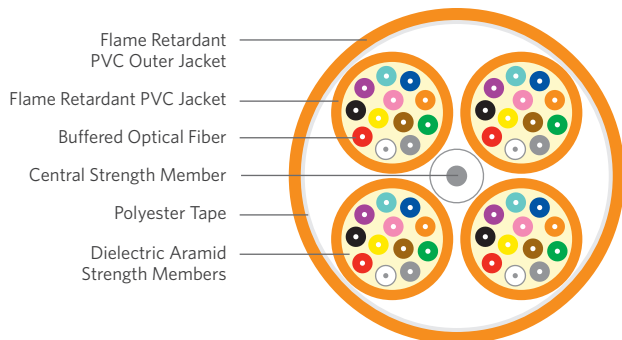 Flame Retardant
PVC Outer Jacket
Flame Retardant PVC Jacket
Buffered Optical Fiber
Central Strength Member
Polyester Tape
Dielectric Aramid
Strength Members